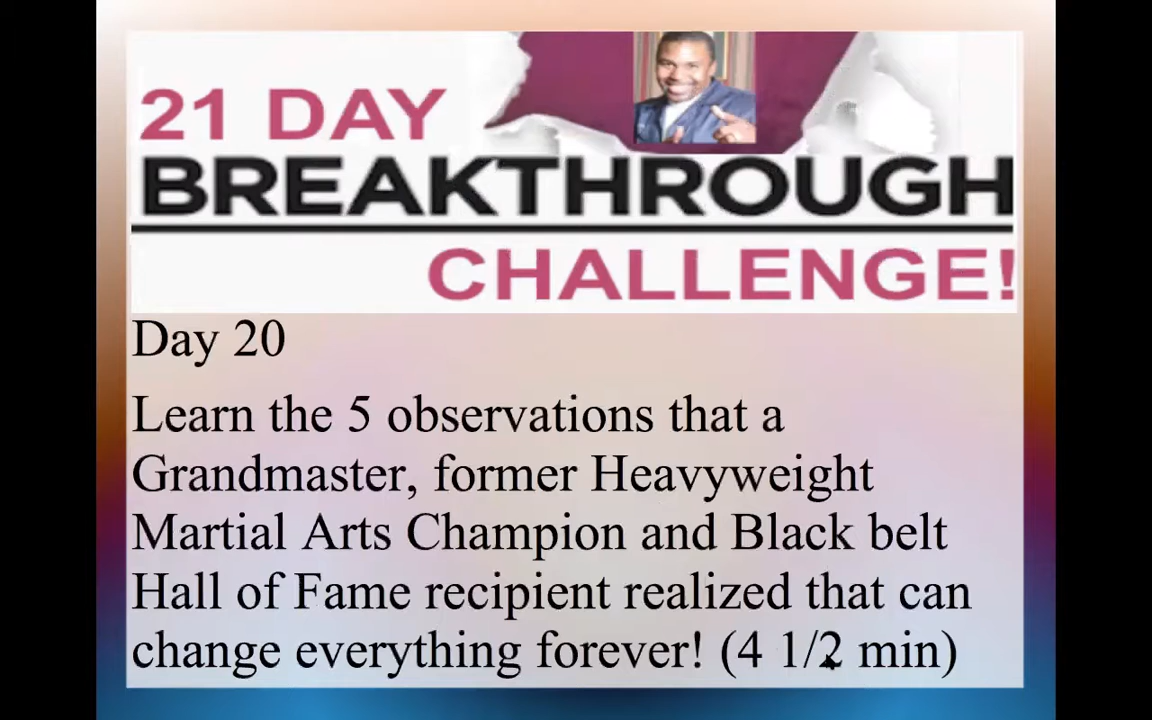 21 DAY
BREAKTHROUGH
CHALLENGE!
Day 20
Learn the 5 observations that a
Grandmaster, former Heavyweight
Martial Arts Champion and Black belt
Hall of Fame recipient realized that can
change everything forever! (4 1/2 min)